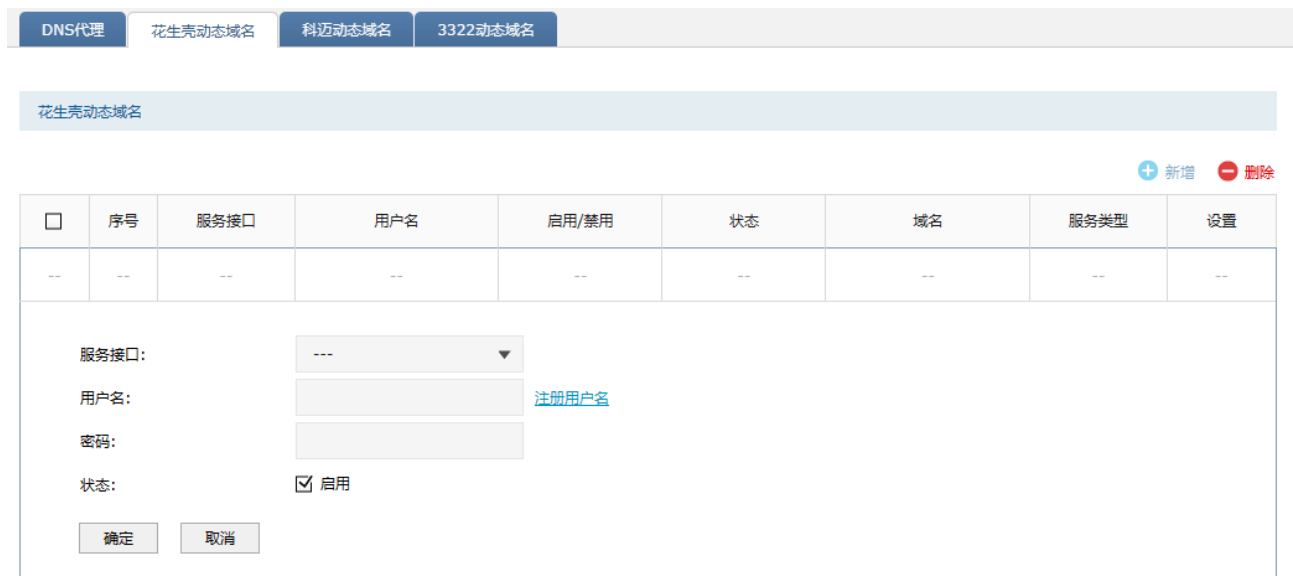 DNS代理 花生壳动态域名 科迈动态域名 3322动态域名
花生壳动态域名
新增 删除
序号 服务接口 用户名 启用/禁用 状态 域名 服务类型 设置
-- -- -- -- -- -- -- -- --
服务接口: ---
用户名: 注册用户名
密码:
状态: 启用
确定 取消